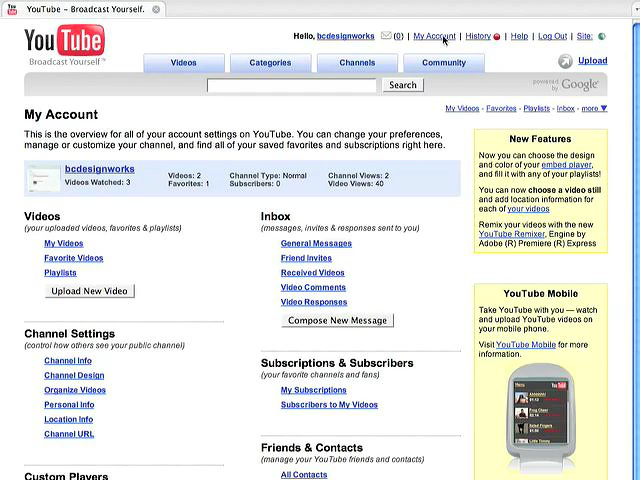 YouTube – Broadcast Yourself.
Hello, bcdesignworks (0) | My Account | History | Help | Log Out | Site:
YouTube
Broadcast Yourself™
Videos Categories Channels Community Upload
Search
powered by Google
My Account
My Videos - Favorites - Playlists - Inbox - more ▼
This is the overview for all of your account settings on YouTube. You can change your preferences,
manage or customize your channel, and find all of your saved favorites and subscriptions right here.
bcdesignworks
Videos Watched: 3
Videos: 2
Favorites: 1
Channel Type: Normal
Subscribers: 0
Channel Views: 2
Video Views: 40
Videos
(your uploaded videos, favorites & playlists)
My Videos
Favorite Videos
Playlists
Upload New Video
Channel Settings
(control how others see your public channel)
Channel Info
Channel Design
Organize Videos
Personal Info
Location Info
Channel URL
Custom Players
Inbox
(messages, invites & responses sent to you)
General Messages
Friend Invites
Received Videos
Video Comments
Video Responses
Compose New Message
Subscriptions & Subscribers
(your favorite channels and fans)
My Subscriptions
Subscribers to My Videos
Friends & Contacts
(manage your YouTube friends and contacts)
All Contacts
New Features
Now you can choose the design
and color of your embed player,
and fill it with any of your playlists!
You can now choose a video still
and add location information
for each of your videos
Remix your videos with the new
YouTube Remixer, Engine by
Adobe (R) Premiere (R) Express
YouTube Mobile
Take YouTube with you — watch
and upload YouTube videos on
your mobile phone.
Visit YouTube Mobile for more
information.
Menu YouTube